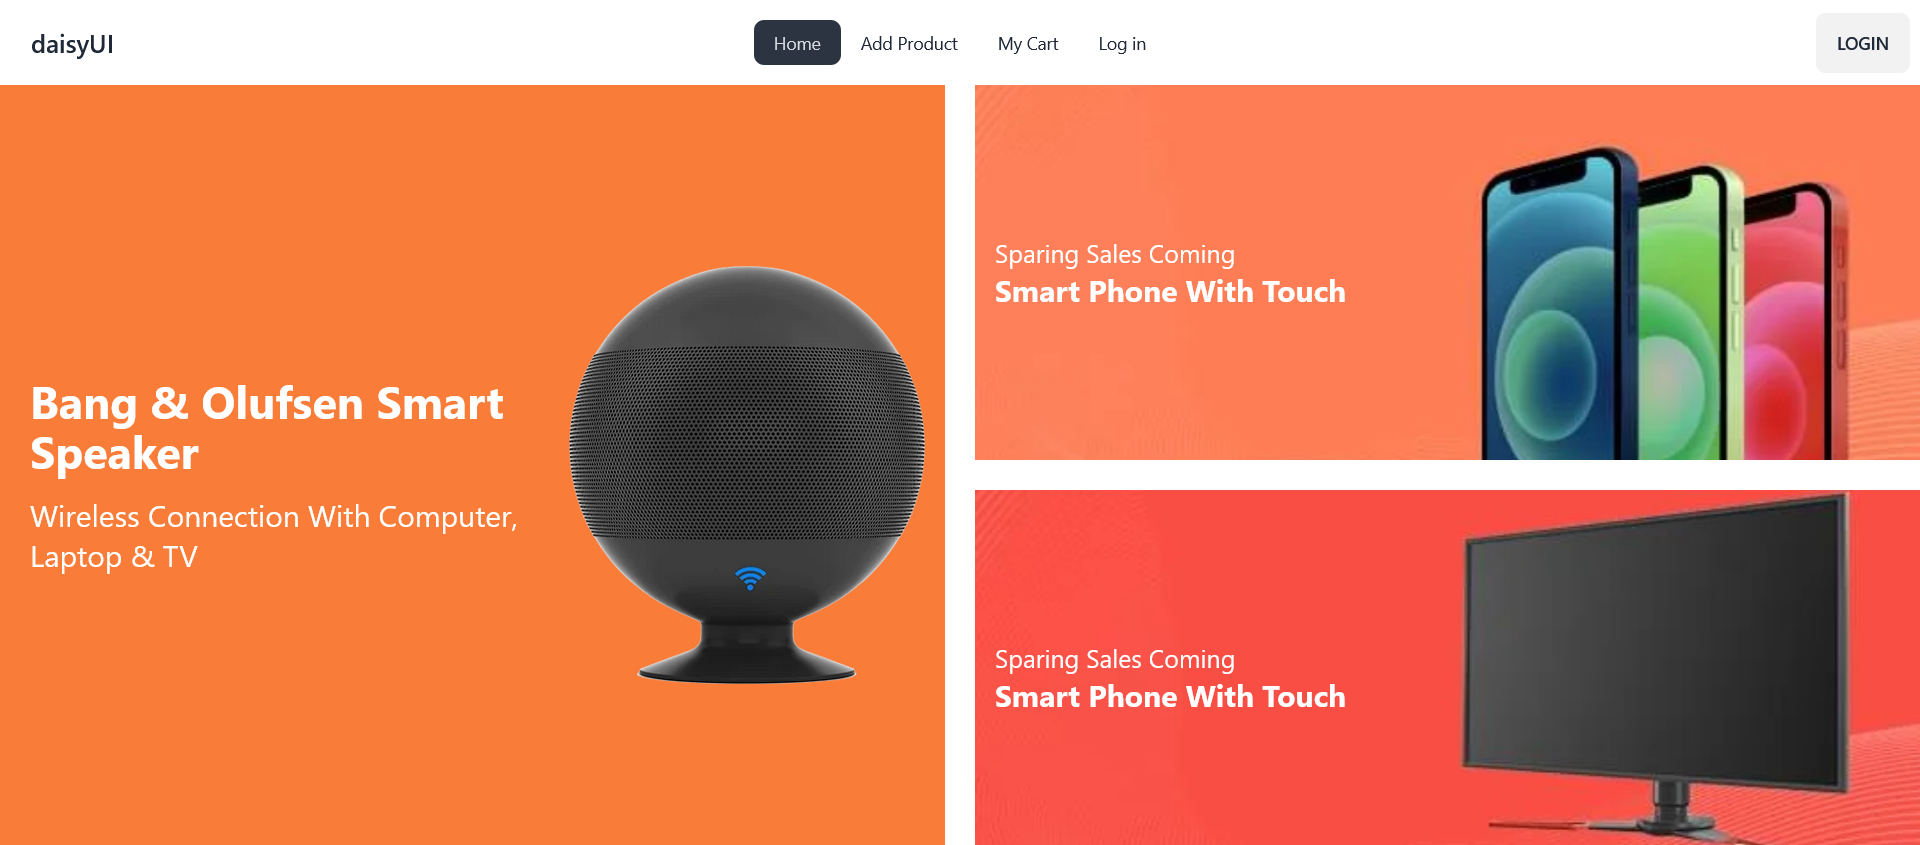 daisyUI
Home
Add Product
My Cart
Log in
LOGIN
Bang & Olufsen Smart
Speaker
Wireless Connection With Computer,
Laptop & TV
Sparing Sales Coming
Smart Phone With Touch
Sparing Sales Coming
Smart Phone With Touch